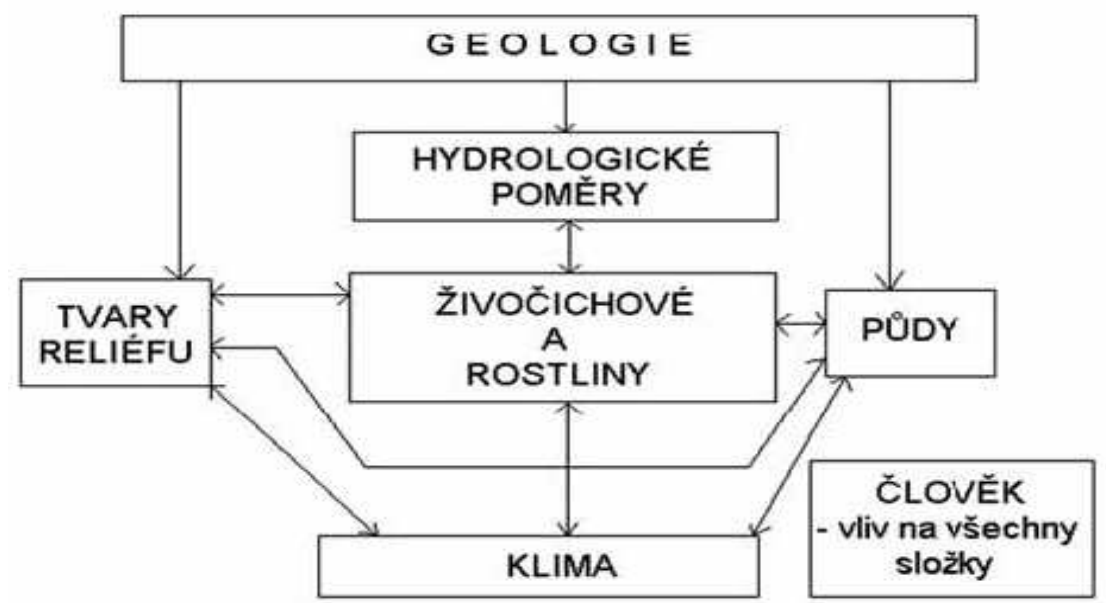 GEOLOGIE
HYDROLOGICKÉ
POMĚRY
TVARY
RELIÉFU
ŽIVOČICHOVÉ
A
ROSTLINY
PŮDY
KLIMA
ČLOVĚK
- vliv na všechny
složky